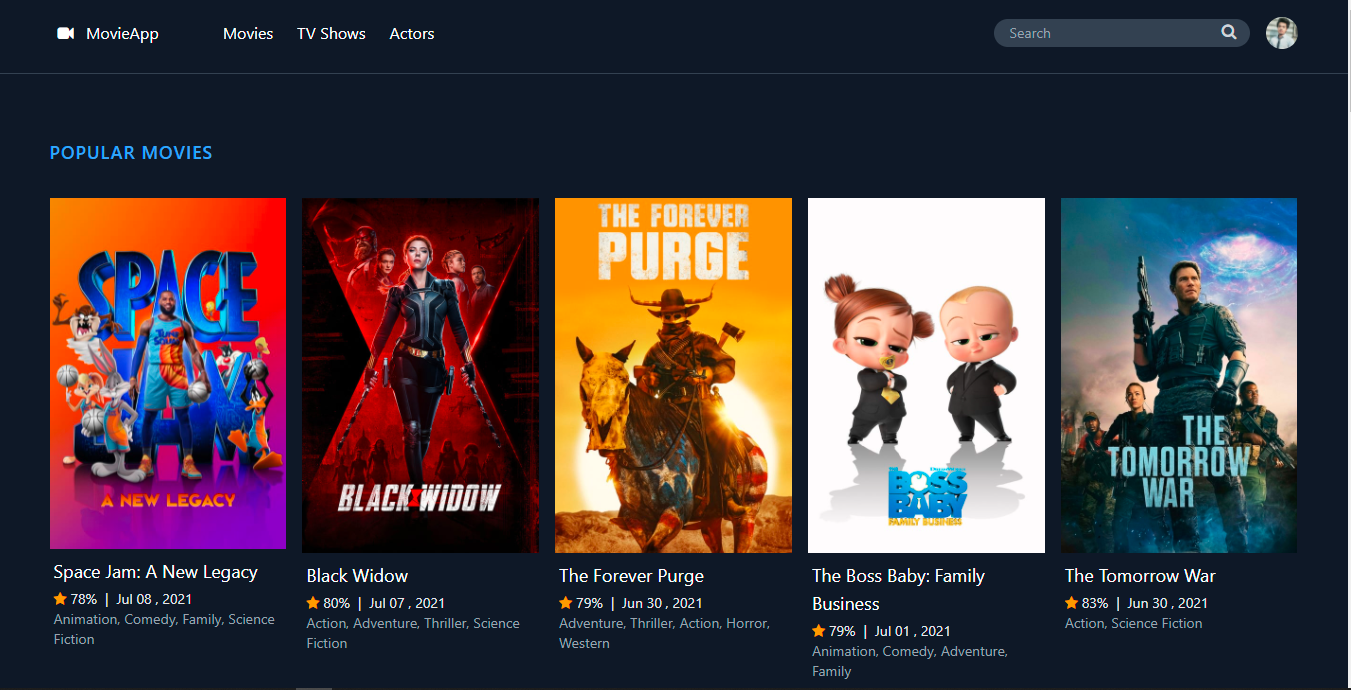 MovieApp Movies TV Shows Actors Search
POPULAR MOVIES
SPACE
JAM
A NEW LEGACY
BLACK WIDOW
THE FOREVER
PURGE
THE
BOSS
BABY
FAMILY BUSINESS
THE
TOMORROW
WAR
Space Jam: A New Legacy
78% | Jul 08 , 2021
Animation, Comedy, Family, Science
Fiction
Black Widow
80% | Jul 07 , 2021
Action, Adventure, Thriller, Science
Fiction
The Forever Purge
79% | Jun 30 , 2021
Adventure, Thriller, Action, Horror,
Western
The Boss Baby: Family
Business
79% | Jul 01 , 2021
Animation, Comedy, Adventure,
Family
The Tomorrow War
83% | Jun 30 , 2021
Action, Science Fiction